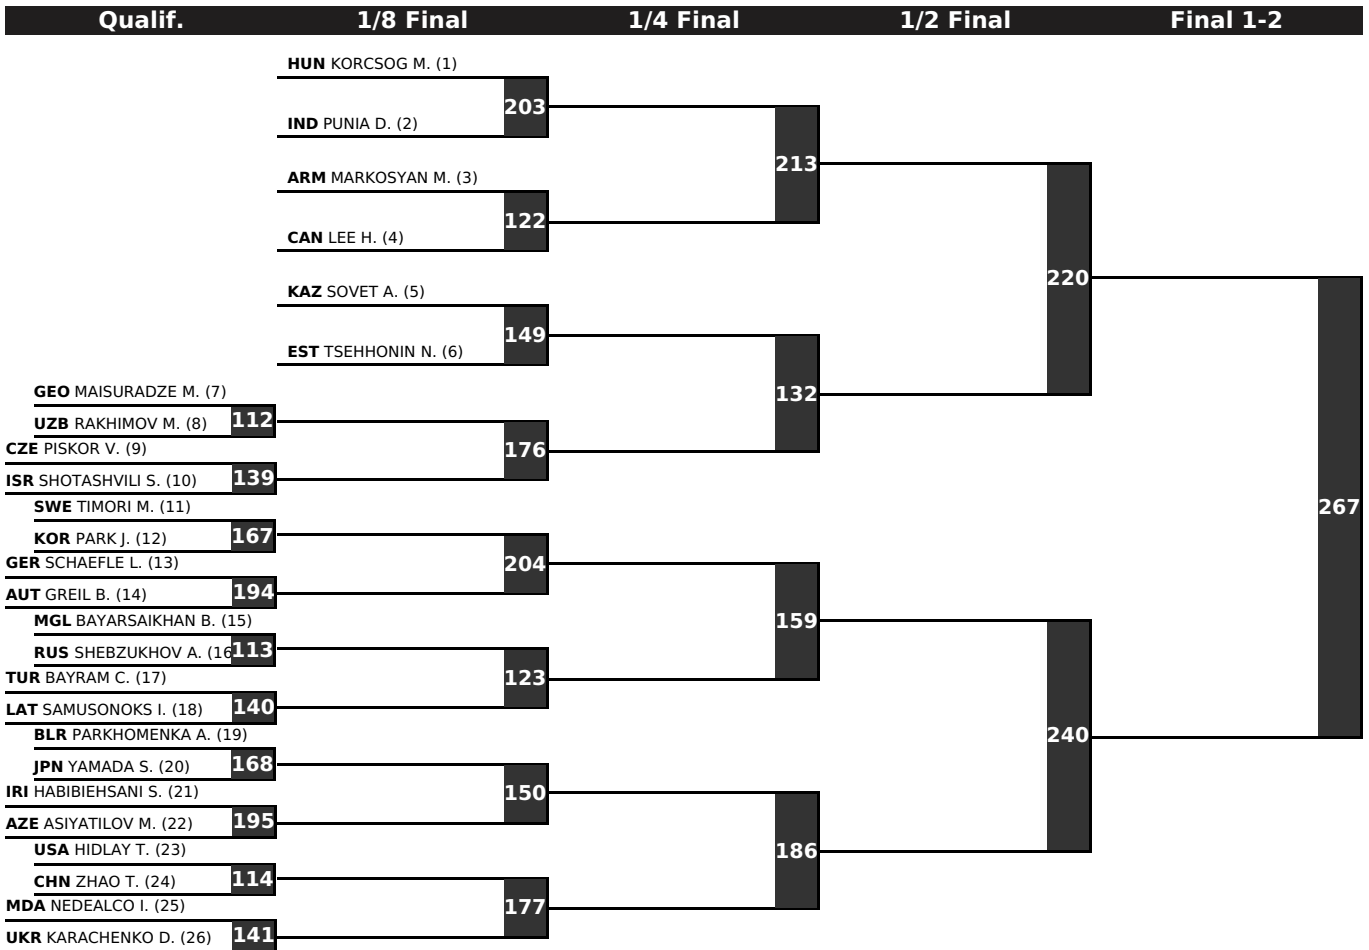 Qualif. 1/8 Final 1/4 Final 1/2 Final Final 1-2
HUN KORCSOG M. (1)
203
IND PUNIA D. (2)
213
ARM MARKOSYAN M. (3)
122
CAN LEE H. (4)
220
KAZ SOVET A. (5)
149
EST TSEHHONIN N. (6)
GEO MAISURADZE M. (7)
132
UZB RAKHIMOV M. (8) 112
CZE PISKOR V. (9)
176
ISR SHOTASHVILI S. (10) 139
SWE TIMORI M. (11)
267
KOR PARK J. (12) 167
GER SCHAEFLE L. (13)
204
AUT GREIL B. (14) 194
MGL BAYARSAIKHAN B. (15)
159
RUS SHEBZUKHOV A. (16 113
TUR BAYRAM C. (17)
123
LAT SAMUSONOKS I. (18) 140
BLR PARKHOMENKA A. (19)
240
JPN YAMADA S. (20) 168
IRI HABIBIEHSANI S. (21)
150
AZE ASIYATILOV M. (22) 195
USA HIDLAY T. (23)
186
CHN ZHAO T. (24) 114
MDA NEDEALCO I. (25)
177
UKR KARACHENKO D. (26) 141